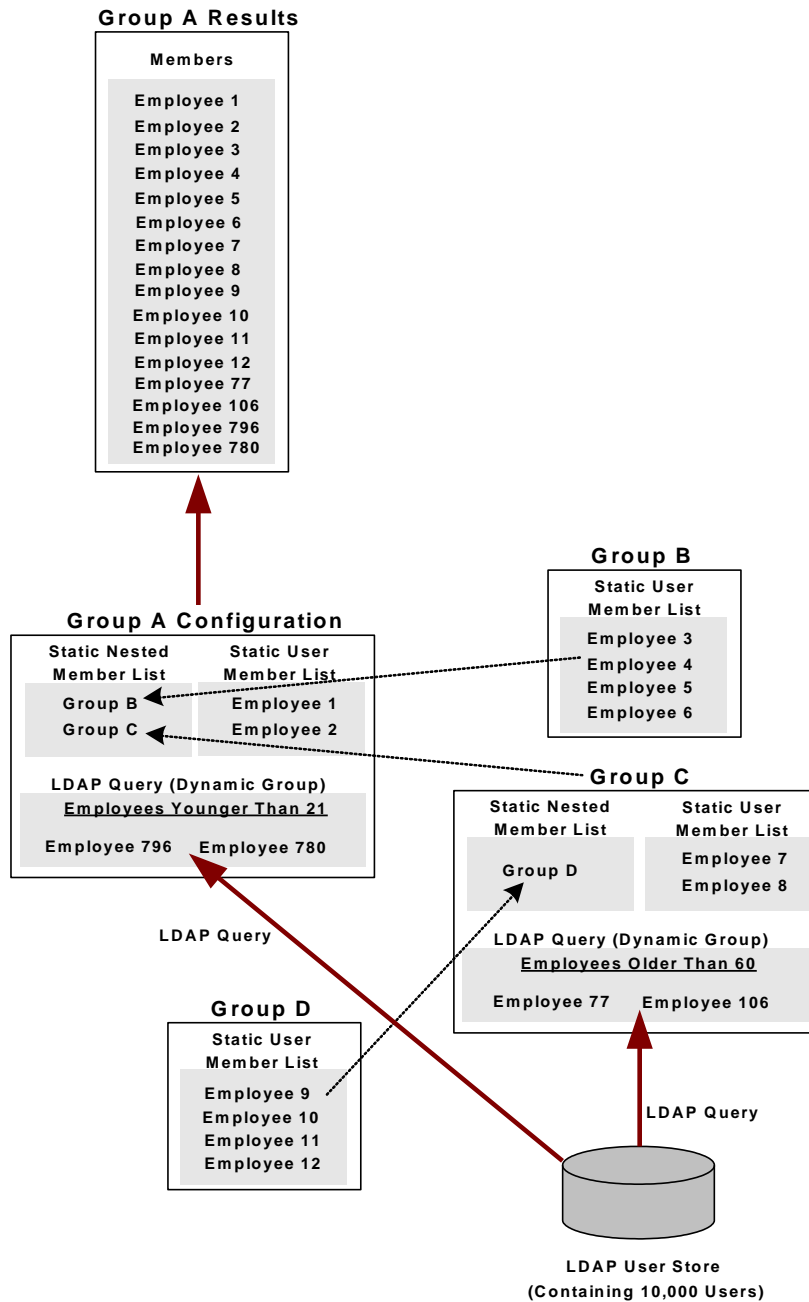 Group A Results
Members
Employee 1
Employee 2
Employee 3
Employee 4
Employee 5
Employee 6
Employee 7
Employee 8
Employee 9
Employee 10
Employee 11
Employee 12
Employee 77
Employee 106
Employee 796
Employee 780
Group B
Static User
Member List
Employee 3
Employee 4
Employee 5
Employee 6
Group A Configuration
Static Nested
Member List
Group B
Group C
Static User
Member List
Employee 1
Employee 2
LDAP Query (Dynamic Group)
Employees Younger Than 21
Employee 796
Employee 780
Group C
Static Nested
Member List
Group D
Static User
Member List
Employee 7
Employee 8
LDAP Query (Dynamic Group)
Employees Older Than 60
Employee 77
Employee 106
LDAP Query
Group D
Static User
Member List
Employee 9
Employee 10
Employee 11
Employee 12
LDAP Query
LDAP User Store
(Containing 10,000 Users)